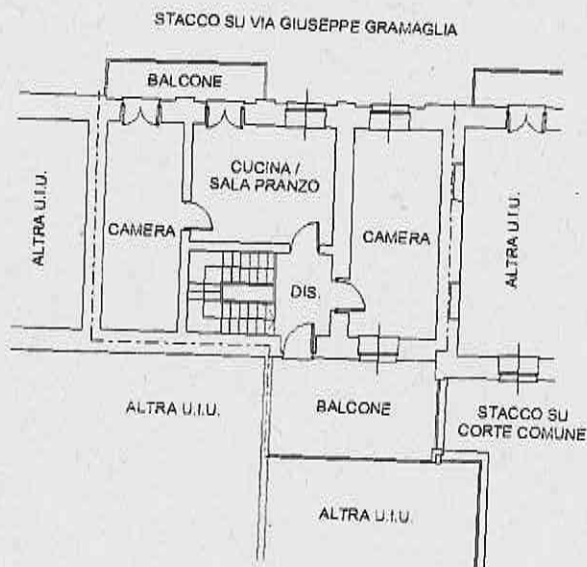 STACCO SU VIA GIUSEPPE GRAMAGLIA
BALCONE
CUCINA /
SALA PRANZO
ALTRA U.I.U.
CAMERA
CAMERA
ALTRA U.I.U.
DIS.
ALTRA U.I.U.
BALCONE
STACCO SU
CORTE COMUNE
ALTRA U.I.U.